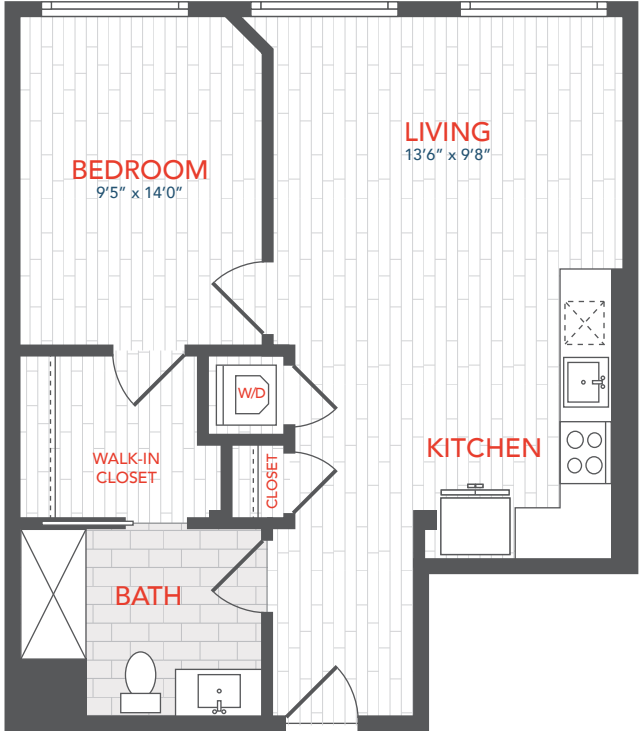 LIVING
13’6” x 9’8”
BEDROOM
9’5” x 14’0”
W/D
KITCHEN
WALK-IN
CLOSET
CLOSET
BATH